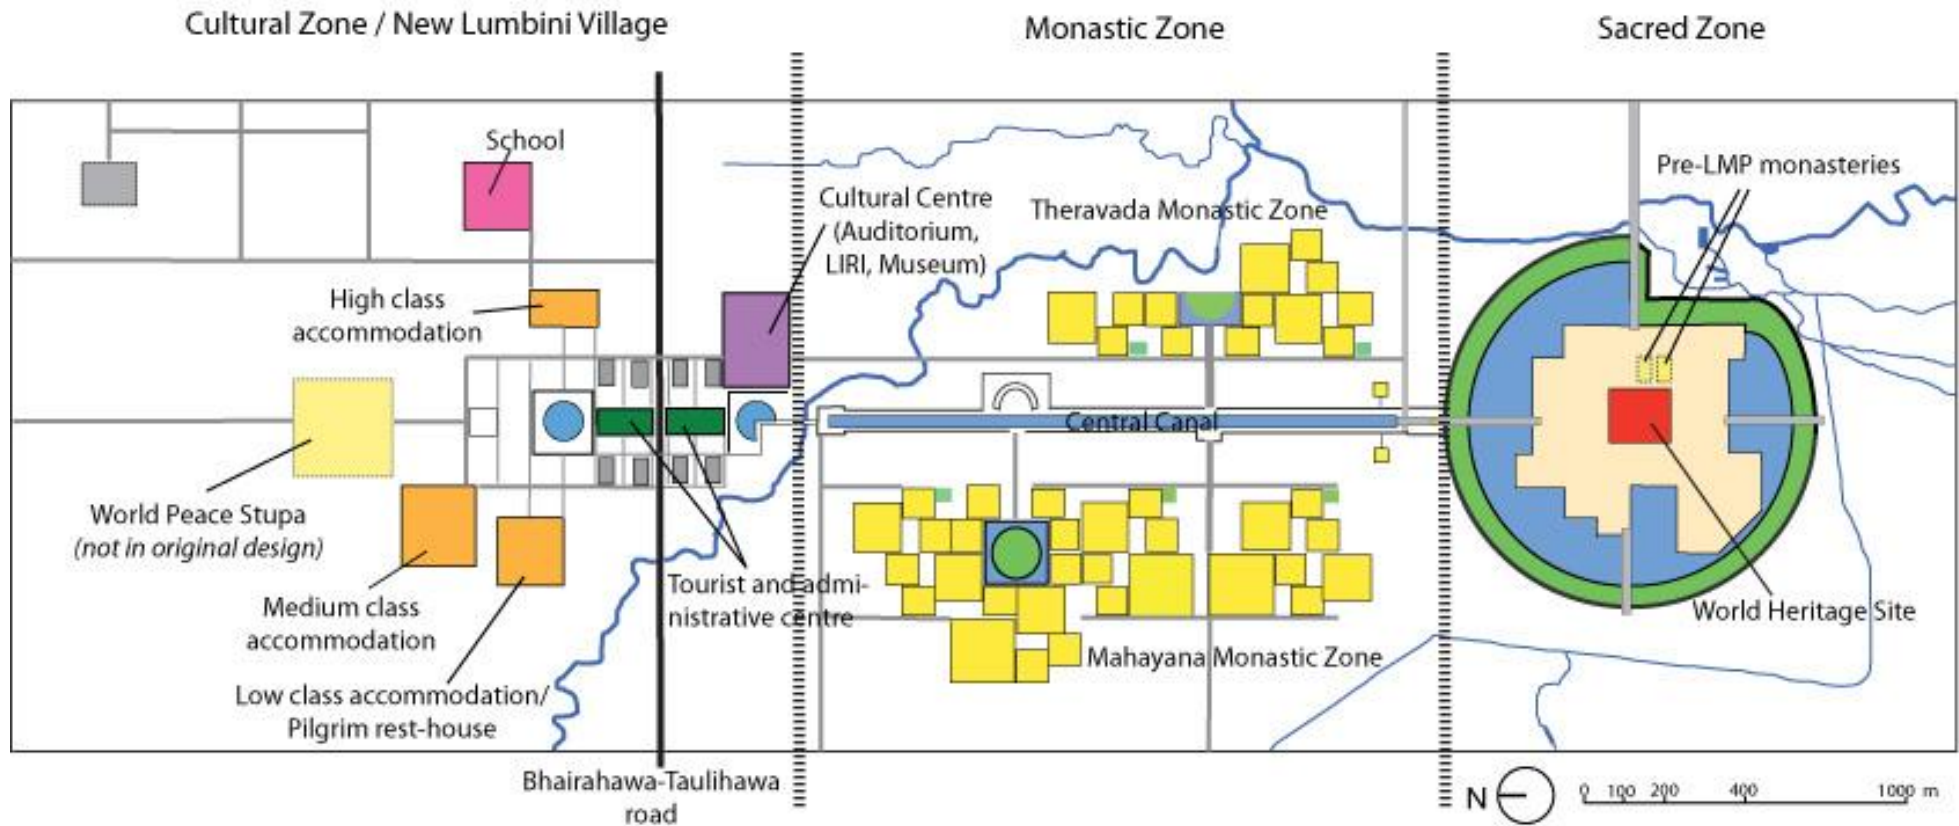 Cultural Zone / New Lumbini Village
Monastic Zone
Sacred Zone
School
Pre-LMP monasteries
Cultural Centre
(Auditorium,
LIRI, Museum)
Theravada Monastic Zone
High class
accommodation
Central Canal
World Peace Stupa
(not in original design)
Tourist and admi-
nistrative centre
Medium class
accommodation
World Heritage Site
Mahayana Monastic Zone
Low class accommodation/
Pilgrim rest-house
Bhairahawa-Taulihawa
road
N
0 100 200 400 1000 m